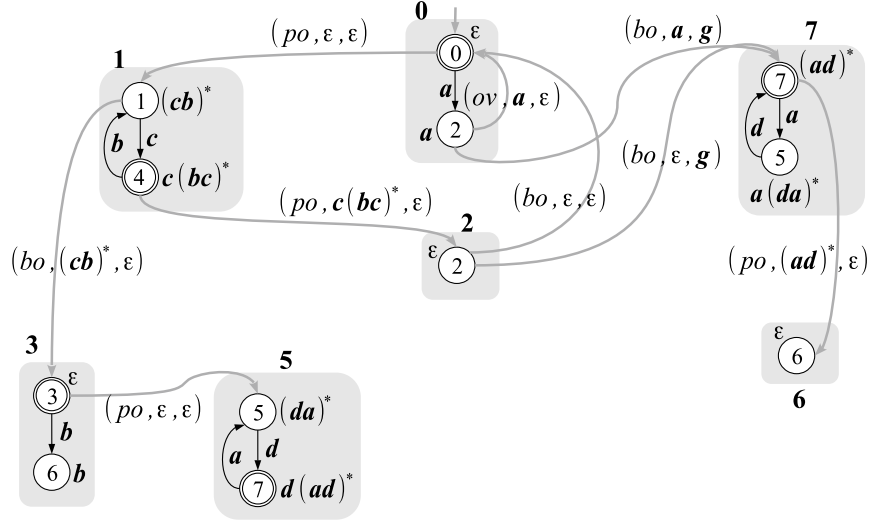 0
ε
0
a
(ov, a, ε)
a
2
(po, ε, ε)
(bo, a, g)
1
1
(cb)*
b
c
4
c(bc)*
7
(ad)*
7
d
a
5
a(da)*
(bo, ε, g)
(po, c(bc)*, ε)
(bo, ε, ε)
2
ε
2
(bo, (cb)*, ε)
(po, (ad)*, ε)
ε
6
6
3
3
ε
b
6
b
(po, ε, ε)
5
5
(da)*
a
d
7
d(ad)*